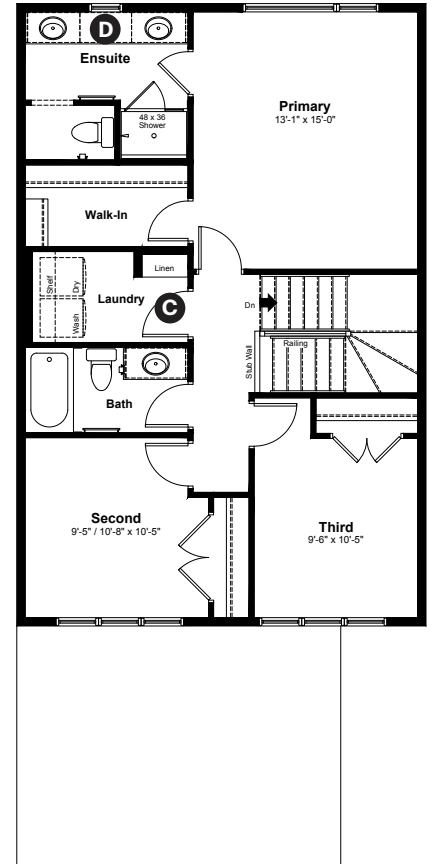 D
Ensuite
Primary
13'-1" x 15'-0"
48 x 36
Shower
Walk-In
Linen
Shelf
Dry
Laundry
C
Wash
Dn
Railing
Stub Wall
Bath
Second
9'-5" / 10'-8" x 10'-5"
Third
9'-6" x 10'-5"